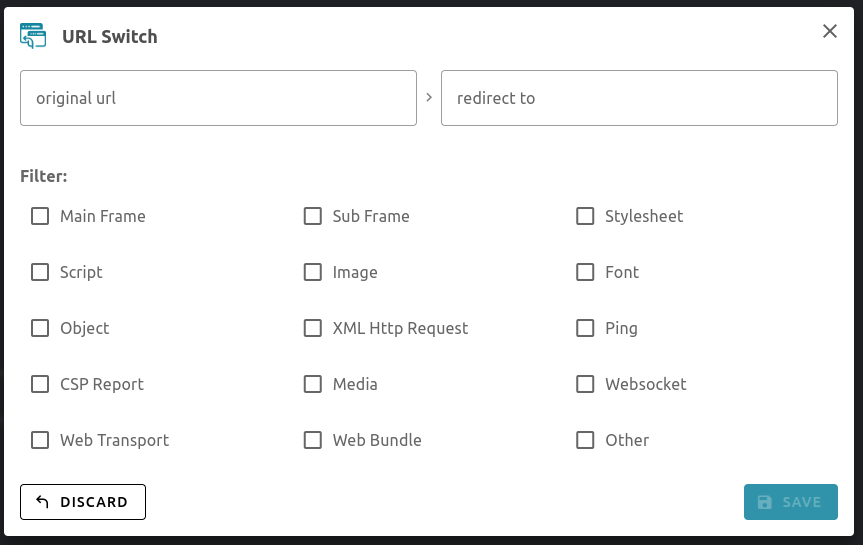 URL Switch
original url
redirect to
Filter:
Main Frame
Sub Frame
Stylesheet
Script
Image
Font
Object
XML Http Request
Ping
CSP Report
Media
Websocket
Web Transport
Web Bundle
Other
DISCARD
SAVE